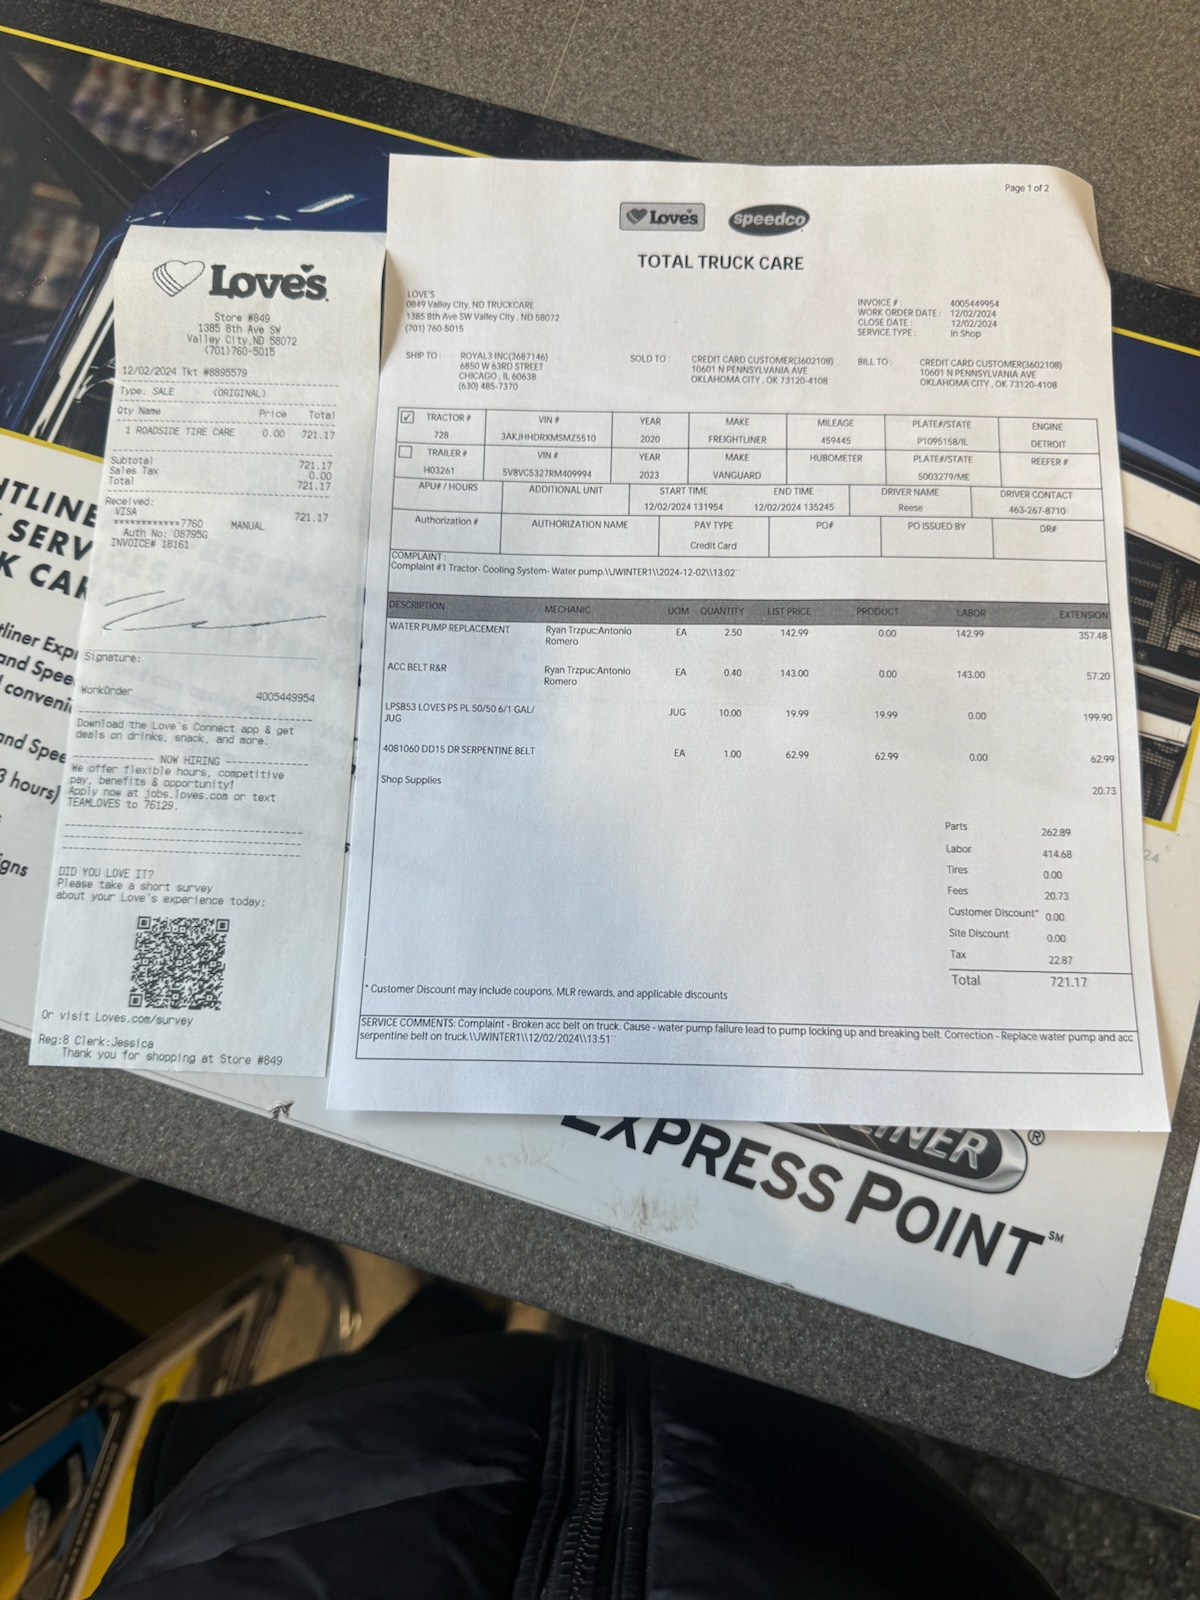 Love's
Store #849
1385 8th Ave SW
Valley City,ND 58072
(701)760-5015
12/02/2024 Tkt #8895579
Type: SALE (ORIGINAL)
Qty Name Price Total
1 ROADSIDE TIRE CARE 0.00 721.17
Subtotal 721.17
Sales Tax 0.00
Total 721.17
Received:
VISA 721.17
************7760 MANUAL
Auth No: 08795G
INVOICE# 18161
Signature:
WorkOrder 4005449954
Download the Love's Connect app & get
deals on drinks, snack, and more.
NOW HIRING
We offer flexible hours, competitive
pay, benefits & opportunity!
Apply now at jobs.loves.com or text
TEAMLOVES to 76129.
DID YOU LOVE IT?
Please take a short survey
about your Love's experience today:
Or visit Loves.com/survey
Reg:8 Clerk:Jessica
Thank you for shopping at Store #849
Page 1 of 2
Love's speedco
TOTAL TRUCK CARE
LOVE'S
0849 Valley City, ND TRUCKCARE
1385 8th Ave SW Valley City , ND 58072
(701) 760-5015
INVOICE # : 4005449954
WORK ORDER DATE : 12/02/2024
CLOSE DATE : 12/02/2024
SERVICE TYPE : In Shop
SHIP TO : ROYAL3 INC(3687146)
6850 W 63RD STREET
CHICAGO , IL 60638
(630) 485-7370
SOLD TO : CREDIT CARD CUSTOMER(3602108)
10601 N PENNSYLVANIA AVE
OKLAHOMA CITY , OK 73120-4108
BILL TO : CREDIT CARD CUSTOMER(3602108)
10601 N PENNSYLVANIA AVE
OKLAHOMA CITY , OK 73120-4108
TRACTOR # VIN # YEAR MAKE MILEAGE PLATE#/STATE ENGINE
728 3AKJHHDRXMSMZ5510 2020 FREIGHTLINER 459445 P1095158/IL DETROIT
TRAILER # VIN # YEAR MAKE HUBOMETER PLATE#/STATE REEFER #
H03261 5V8VC5327RM409994 2023 VANGUARD 5003279/ME
APU# / HOURS ADDITIONAL UNIT START TIME END TIME DRIVER NAME DRIVER CONTACT
12/02/2024 131954 12/02/2024 135245 Reese 463-267-8710
Authorization # AUTHORIZATION NAME PAY TYPE PO# PO ISSUED BY DR#
Credit Card
COMPLAINT :
Complaint #1 Tractor- Cooling System- Water pump.\\JWINTER1\\2024-12-02\\13:02``
DESCRIPTION MECHANIC UOM QUANTITY LIST PRICE PRODUCT LABOR EXTENSION
WATER PUMP REPLACEMENT Ryan Trzpuc:Antonio Romero EA 2.50 142.99 0.00 142.99 357.48
ACC BELT R&R Ryan Trzpuc:Antonio Romero EA 0.40 143.00 0.00 143.00 57.20
LPSB53 LOVES PS PL 50/50 6/1 GAL/
JUG JUG 10.00 19.99 19.99 0.00 199.90
4081060 DD15 DR SERPENTINE BELT EA 1.00 62.99 62.99 0.00 62.99
Shop Supplies 20.73
Parts 262.89
Labor 414.68
Tires 0.00
Fees 20.73
Customer Discount* 0.00
Site Discount 0.00
Tax 22.87
Total 721.17
* Customer Discount may include coupons, MLR rewards, and applicable discounts
SERVICE COMMENTS: Complaint - Broken acc belt on truck. Cause - water pump failure lead to pump locking up and breaking belt. Correction - Replace water pump and acc
serpentine belt on truck.\\JWINTER1\\12/02/2024\\13:51``
EXPRESS POINT℠